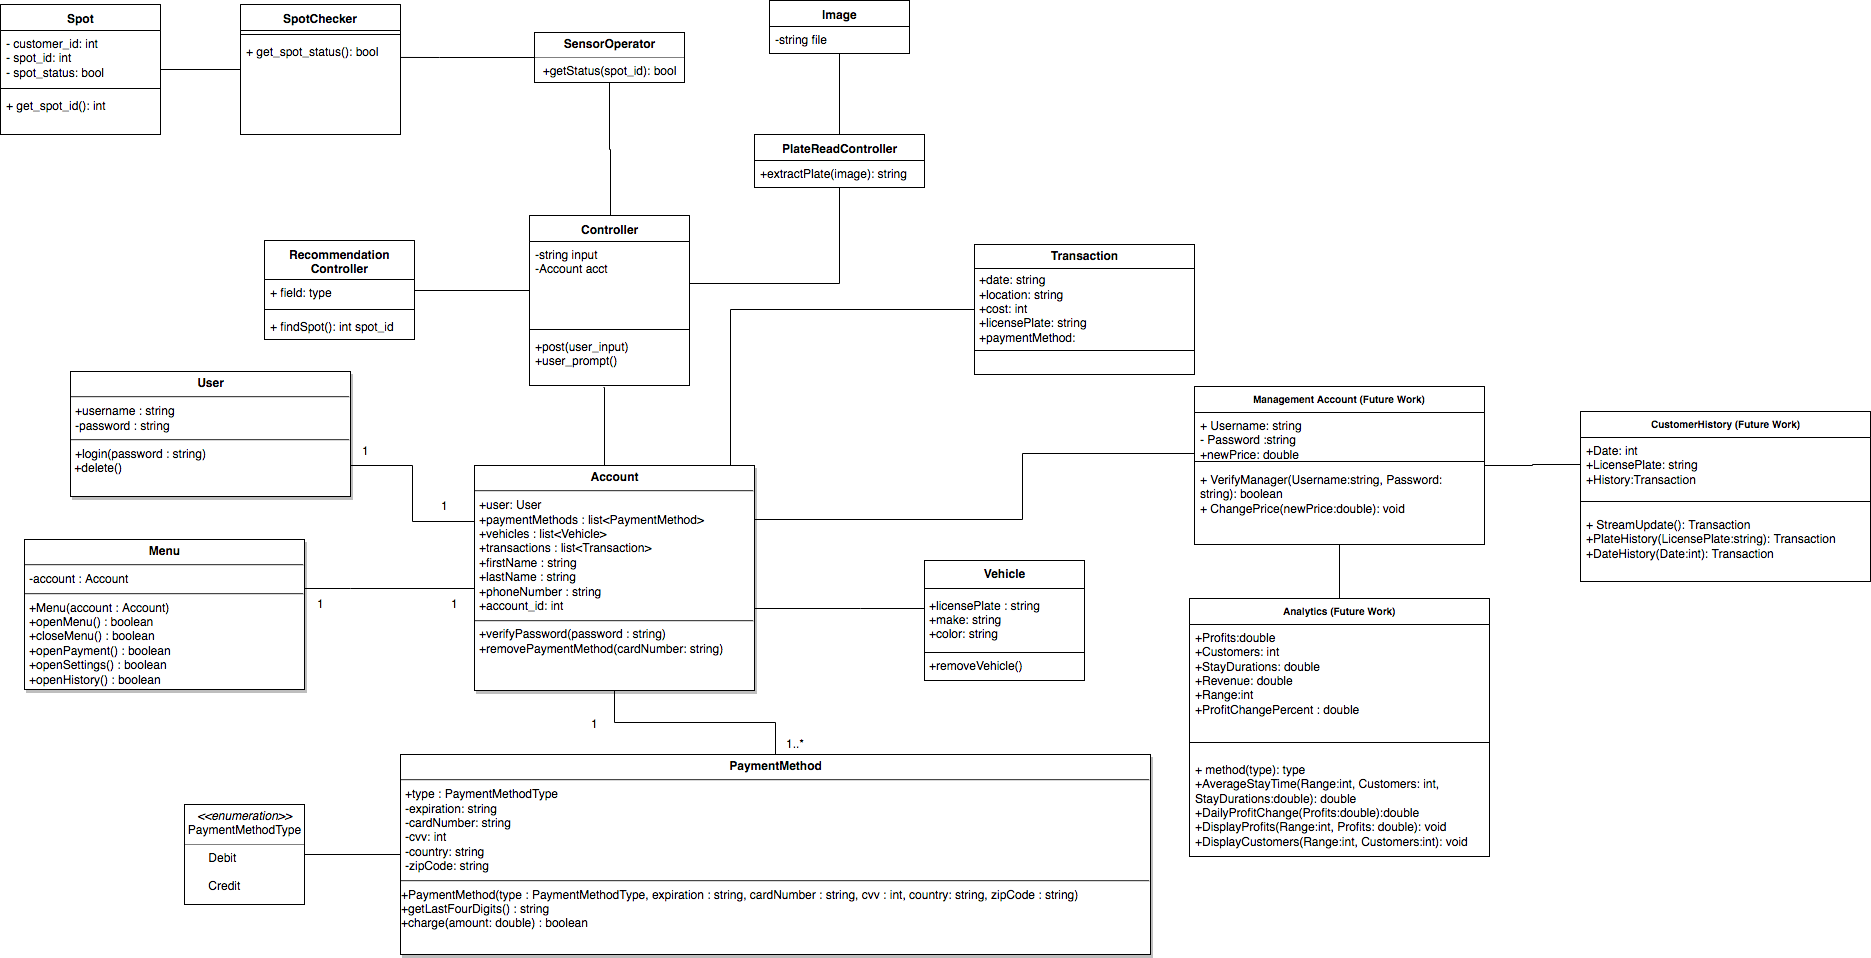 Spot
- customer_id: int
- spot_id: int
- spot_status: bool
+ get_spot_id(): int
SpotChecker
+ get_spot_status(): bool
SensorOperator
+getStatus(spot_id): bool
Image
-string file
PlateReadController
+extractPlate(image): string
Recommendation
Controller
+ field: type
+ findSpot(): int spot_id
Controller
-string input
-Account acct
+post(user_input)
+user_prompt()
Transaction
+date: string
+location: string
+cost: int
+licensePlate: string
+paymentMethod:
User
+username : string
-password : string
+login(password : string)
+delete()
1
1
Management Account (Future Work)
+ Username: string
- Password :string
+newPrice: double
+ VerifyManager(Username:string, Password:
string): boolean
+ ChangePrice(newPrice:double): void
CustomerHistory (Future Work)
+Date: int
+LicensePlate: string
+History:Transaction
+ StreamUpdate(): Transaction
+PlateHistory(LicensePlate:string): Transaction
+DateHistory(Date:int): Transaction
Account
+user: User
+paymentMethods : list<PaymentMethod>
+vehicles : list<Vehicle>
+transactions : list<Transaction>
+firstName : string
+lastName : string
+phoneNumber : string
+account_id: int
+verifyPassword(password : string)
+removePaymentMethod(cardNumber: string)
Menu
-account : Account
+Menu(account : Account)
+openMenu() : boolean
+closeMenu() : boolean
+openPayment() : boolean
+openSettings() : boolean
+openHistory() : boolean
1
1
Vehicle
+licensePlate : string
+make: string
+color: string
+removeVehicle()
Analytics (Future Work)
+Profits:double
+Customers: int
+StayDurations: double
+Revenue: double
+Range:int
+ProfitChangePercent : double
+ method(type): type
+AverageStayTime(Range:int, Customers: int,
StayDurations:double): double
+DailyProfitChange(Profits:double):double
+DisplayProfits(Range:int, Profits: double): void
+DisplayCustomers(Range:int, Customers:int): void
1
1..*
PaymentMethod
+type : PaymentMethodType
-expiration: string
-cardNumber: string
-cvv: int
-country: string
-zipCode: string
+PaymentMethod(type : PaymentMethodType, expiration : string, cardNumber : string, cvv : int, country: string, zipCode : string)
+getLastFourDigits() : string
+charge(amount: double) : boolean
<<enumeration>>
PaymentMethodType
Debit
Credit